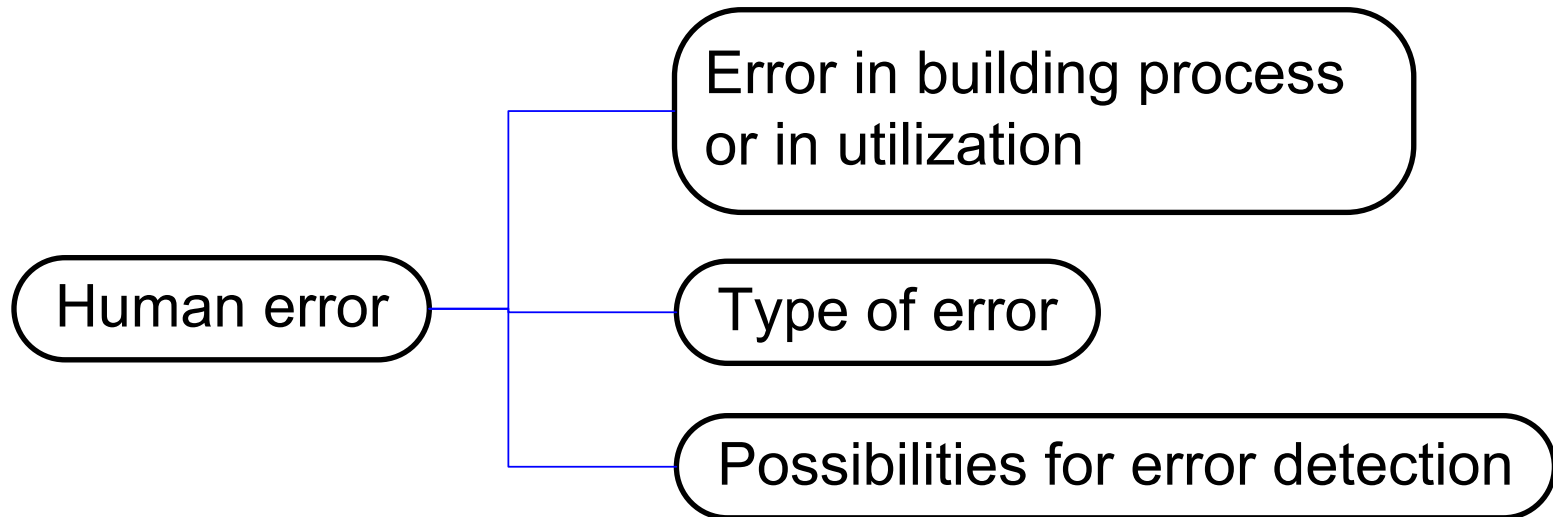 Error in building process
or in utilization
Human error
Type of error
Possibilities for error detection